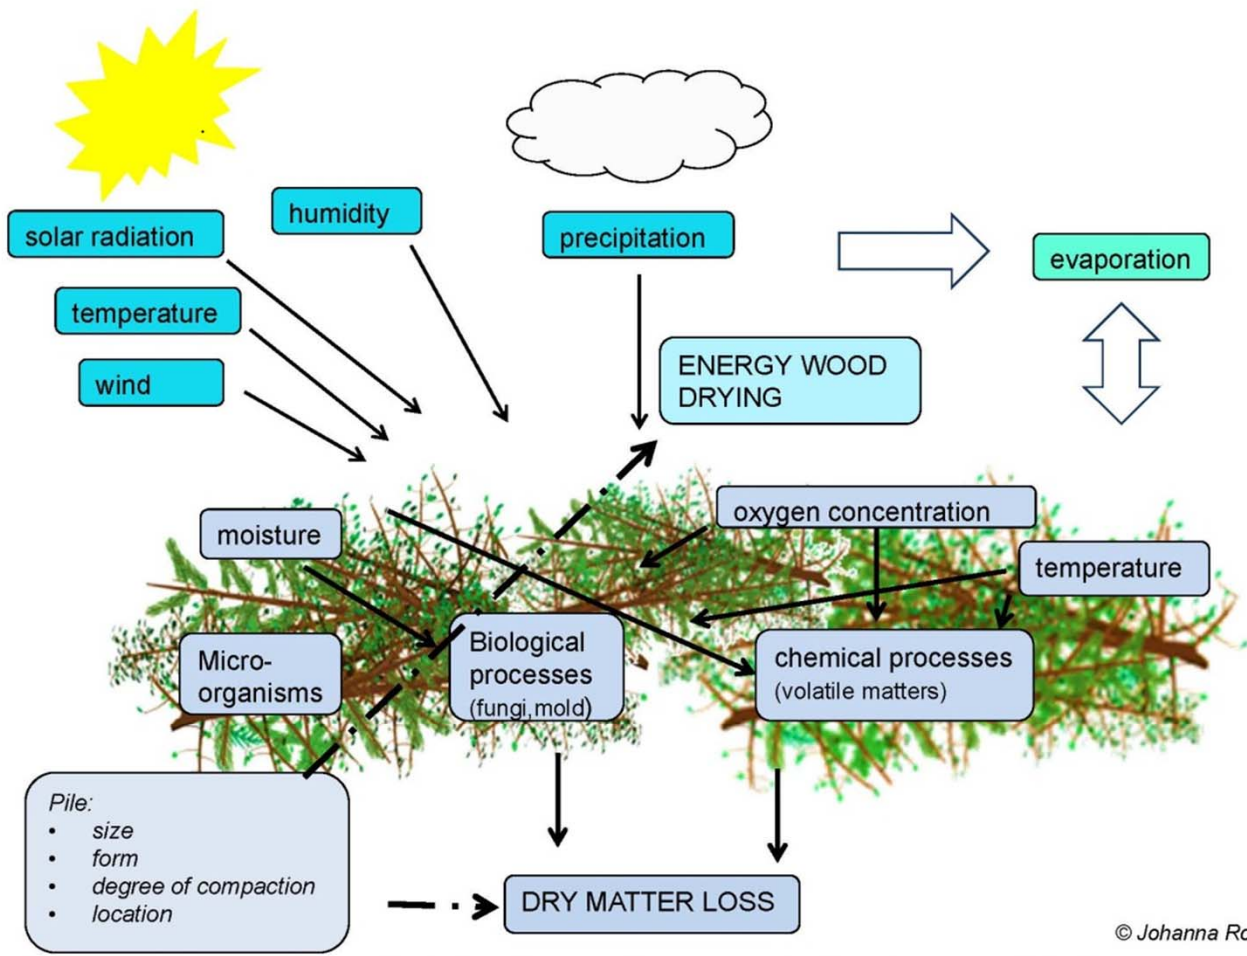 solar radiation
humidity
precipitation
evaporation
temperature
wind
ENERGY WOOD
DRYING
moisture
oxygen concentration
temperature
Micro-
organisms
Biological
processes
(fungi,mold)
chemical processes
(volatile matters)
Pile:
• size
• form
• degree of compaction
• location
DRY MATTER LOSS
© Johanna